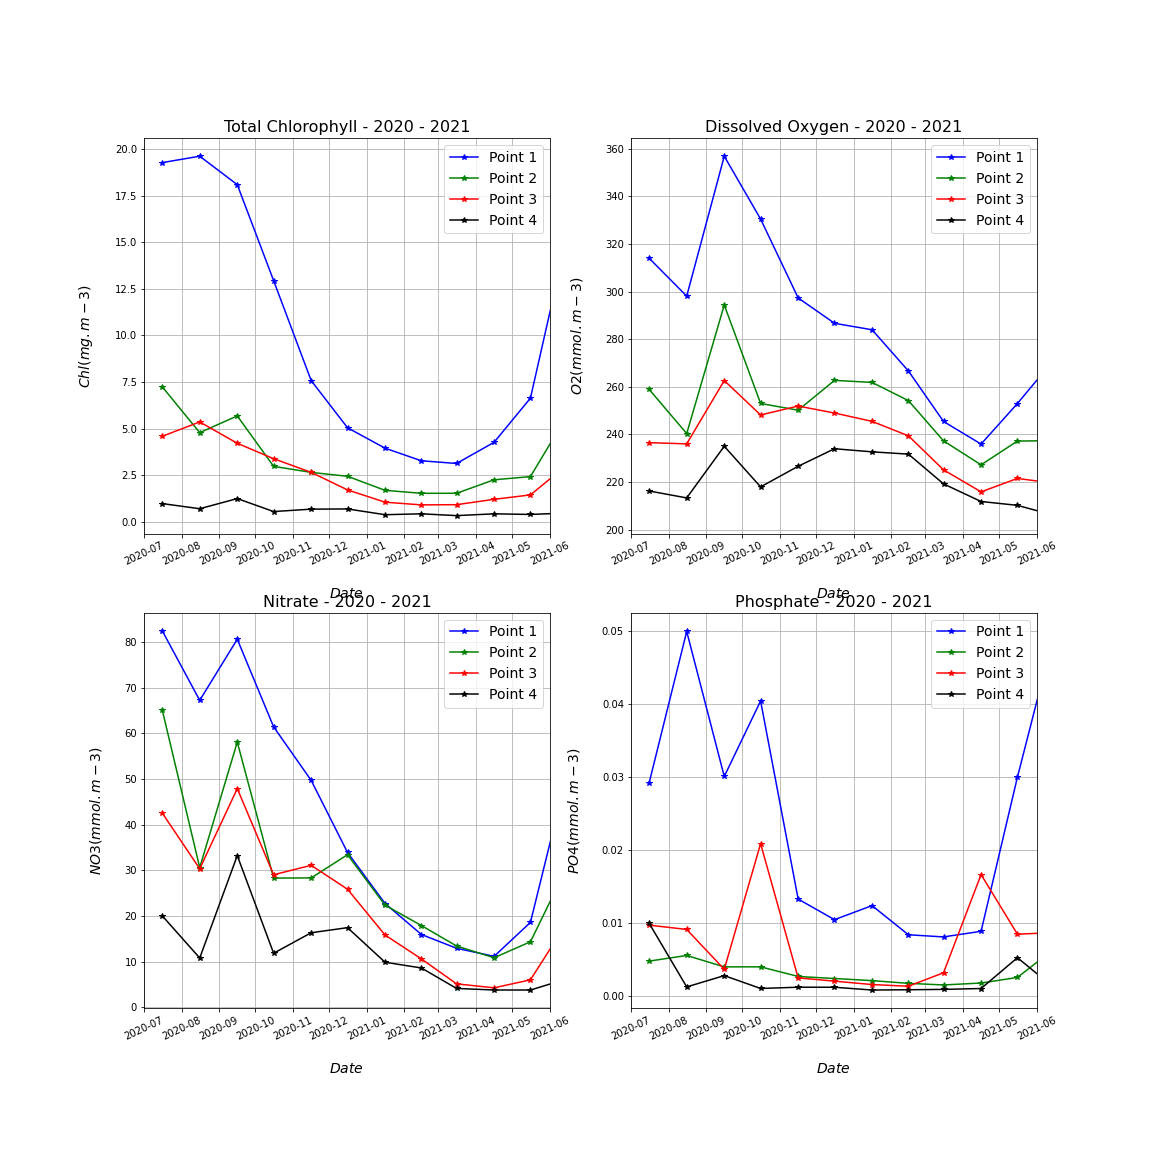 Total Chlorophyll - 2020 - 2021
20.0
17.5
15.0
12.5
10.0
7.5
5.0
2.5
0.0
Chl(mg.m − 3)
Point 1
Point 2
Point 3
Point 4
2020-07
2020-08
2020-09
2020-10
2020-11
2020-12
2021-01
2021-02
2021-03
2021-04
2021-05
2021-06
Date
Dissolved Oxygen - 2020 - 2021
360
340
320
300
280
260
240
220
200
O2(mmol.m − 3)
Point 1
Point 2
Point 3
Point 4
2020-07
2020-08
2020-09
2020-10
2020-11
2020-12
2021-01
2021-02
2021-03
2021-04
2021-05
2021-06
Date
Nitrate - 2020 - 2021
80
70
60
50
40
30
20
10
0
NO3(mmol.m − 3)
Point 1
Point 2
Point 3
Point 4
2020-07
2020-08
2020-09
2020-10
2020-11
2020-12
2021-01
2021-02
2021-03
2021-04
2021-05
2021-06
Date
Phosphate - 2020 - 2021
0.05
0.04
0.03
0.02
0.01
0.00
PO4(mmol.m − 3)
Point 1
Point 2
Point 3
Point 4
2020-07
2020-08
2020-09
2020-10
2020-11
2020-12
2021-01
2021-02
2021-03
2021-04
2021-05
2021-06
Date